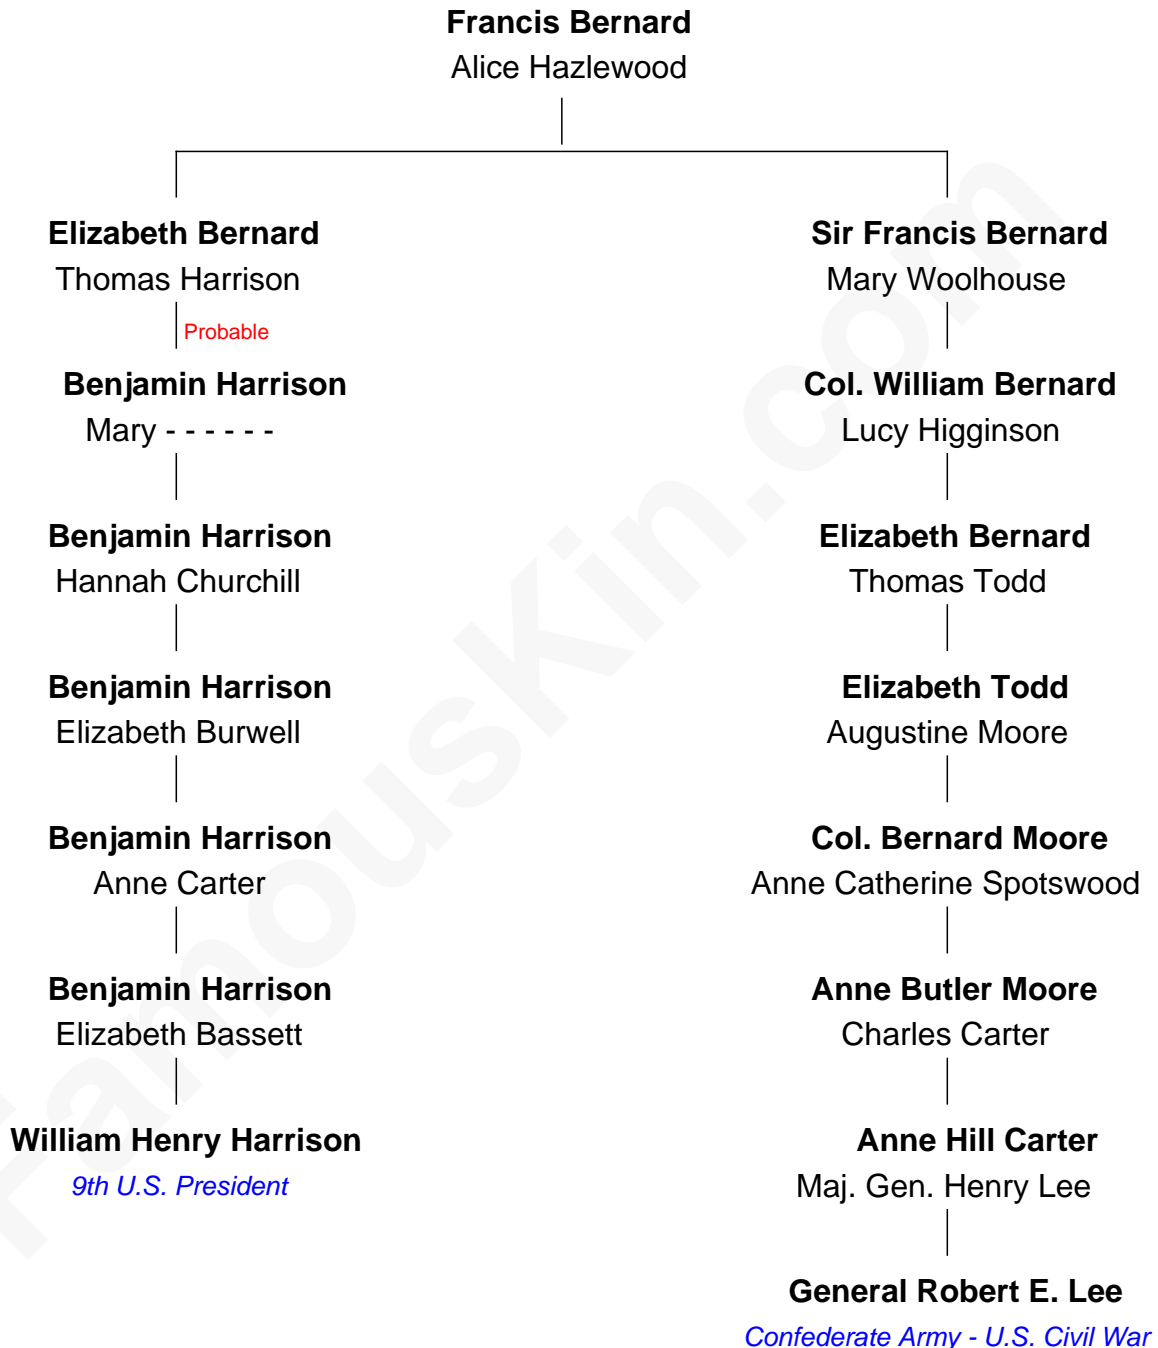 Francis Bernard
Alice Hazlewood
Elizabeth Bernard
Thomas Harrison
Probable
Benjamin Harrison
Mary - - - - - -
Benjamin Harrison
Hannah Churchill
Benjamin Harrison
Elizabeth Burwell
Benjamin Harrison
Anne Carter
Benjamin Harrison
Elizabeth Bassett
William Henry Harrison
9th U.S. President
Sir Francis Bernard
Mary Woolhouse
Col. William Bernard
Lucy Higginson
Elizabeth Bernard
Thomas Todd
Elizabeth Todd
Augustine Moore
Col. Bernard Moore
Anne Catherine Spotswood
Anne Butler Moore
Charles Carter
Anne Hill Carter
Maj. Gen. Henry Lee
General Robert E. Lee
Confederate Army - U.S. Civil War
FamousKin.com